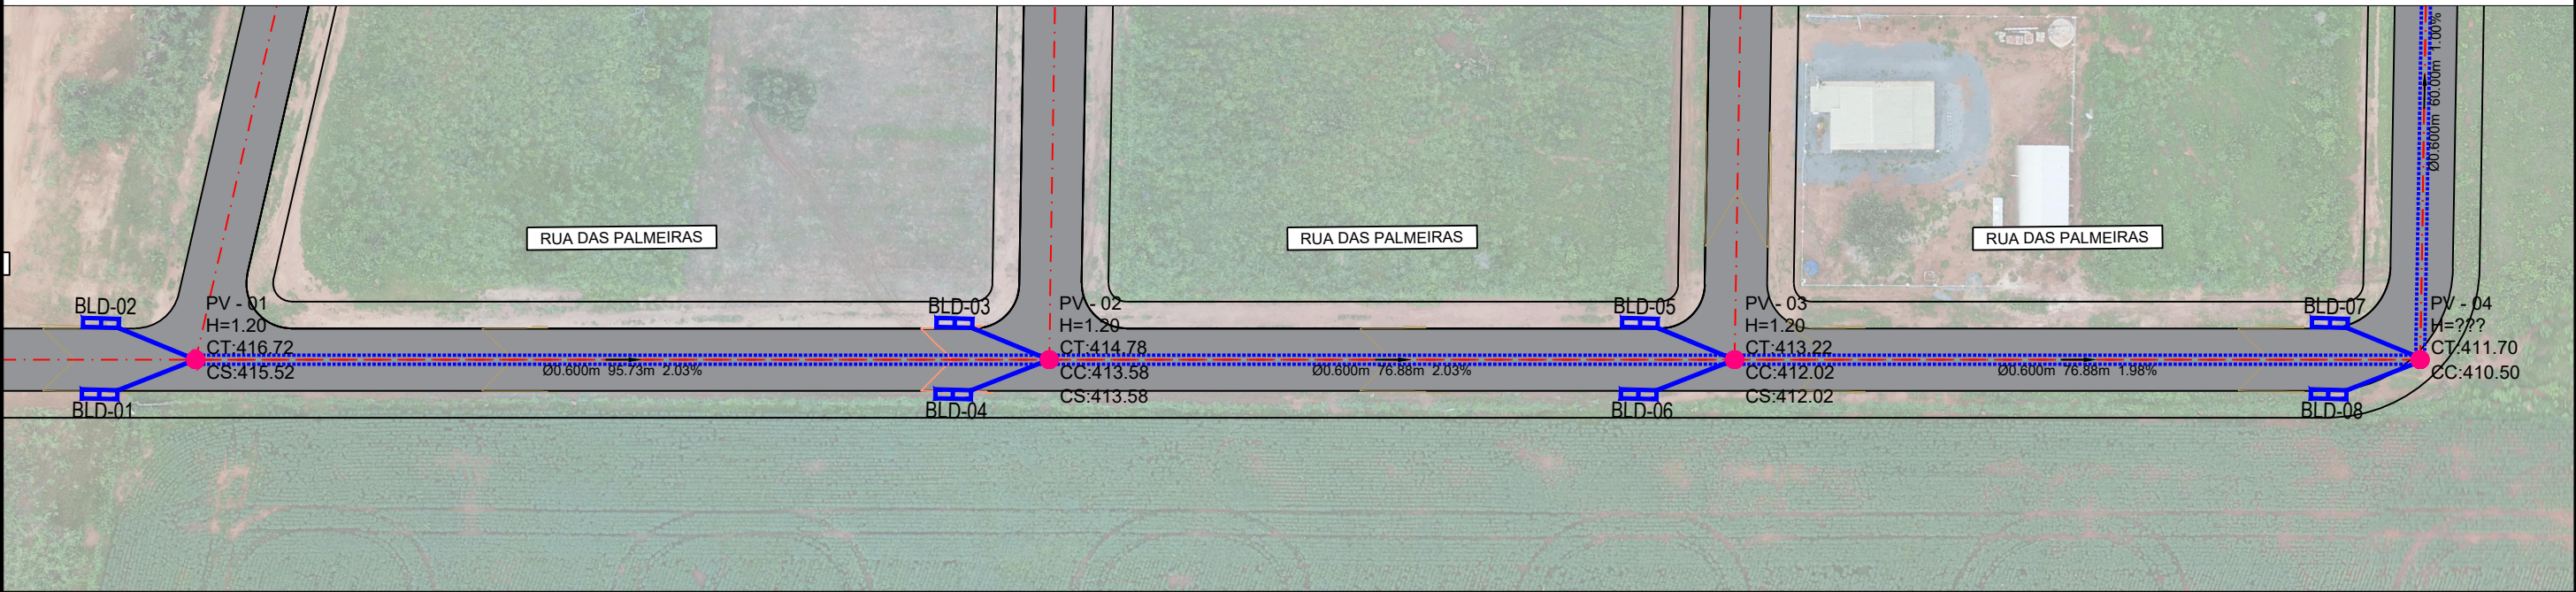 Ø0.600m 60.00m 1.00%
RUA DAS PALMEIRAS
RUA DAS PALMEIRAS
RUA DAS PALMEIRAS
BLD-02
PV - 01
H=1.20
CT:416.72
CS:415.52
BLD-01
Ø0.600m 95.73m 2.03%
BLD-03
PV - 02
H=1.20
CT:414.78
CC:413.58
CS:413.58
BLD-04
Ø0.600m 76.88m 2.03%
BLD-05
PV - 03
H=1.20
CT:413.22
CC:412.02
CS:412.02
BLD-06
Ø0.600m 76.88m 1.98%
BLD-07
PV - 04
H=???
CT:411.70
CC:410.50
BLD-08